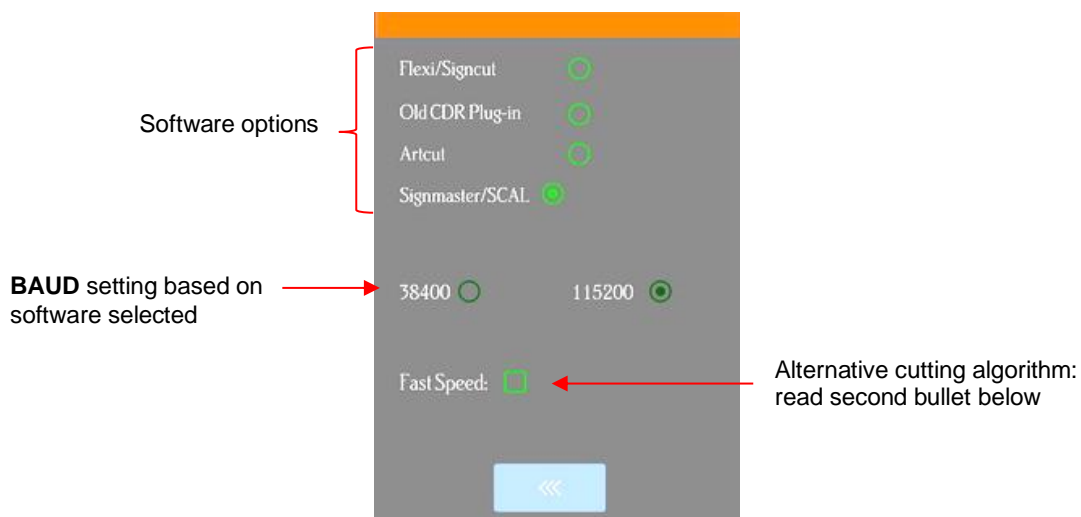 Flexi/Signcut
Old CDR Plug-in
Software options
Artcut
Signmaster/SCAL
BAUD setting based on
software selected
38400
115200
Fast Speed:
Alternative cutting algorithm:
read second bullet below
<<<